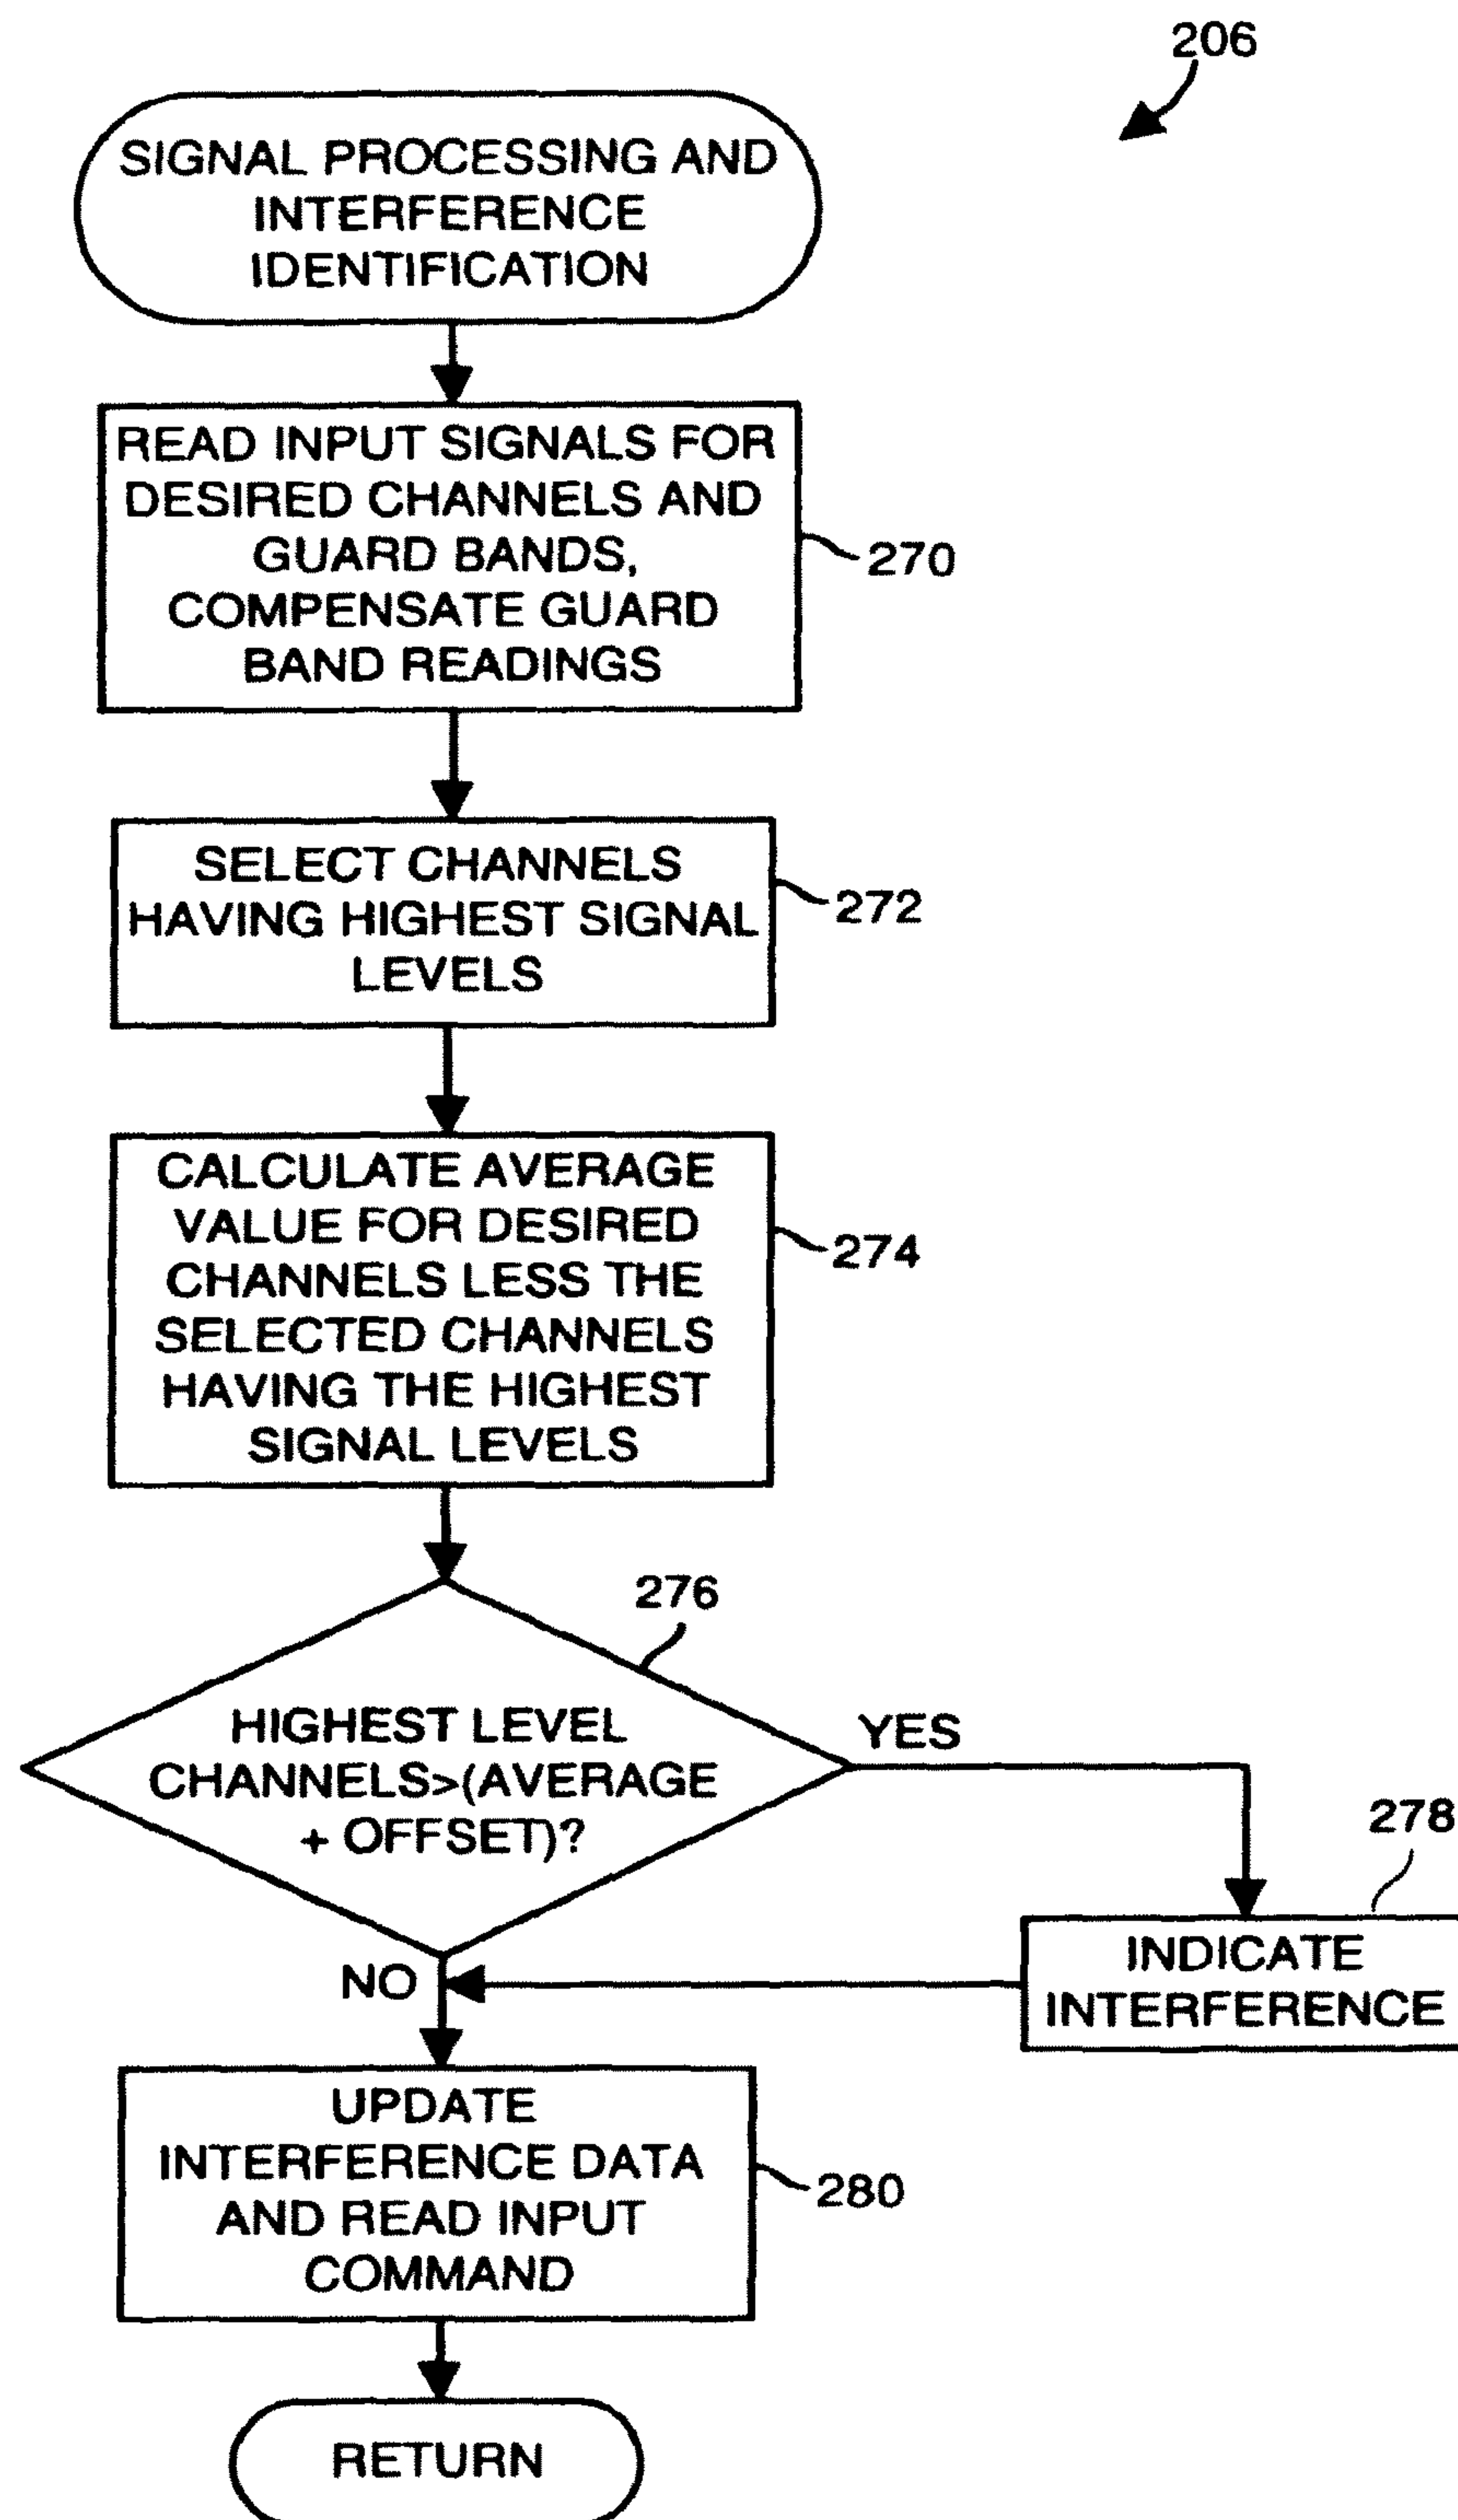 206
SIGNAL PROCESSING AND
INTERFERENCE
IDENTIFICATION
READ INPUT SIGNALS FOR
DESIRED CHANNELS AND
GUARD BANDS,
COMPENSATE GUARD
BAND READINGS
270
SELECT CHANNELS
HAVING HIGHEST SIGNAL
LEVELS
272
CALCULATE AVERAGE
VALUE FOR DESIRED
CHANNELS LESS THE
SELECTED CHANNELS
HAVING THE HIGHEST
SIGNAL LEVELS
274
276
HIGHEST LEVEL
CHANNELS>(AVERAGE
+ OFFSET)?
YES
278
INDICATE
INTERFERENCE
NO
UPDATE
INTERFERENCE DATA
AND READ INPUT
COMMAND
280
RETURN